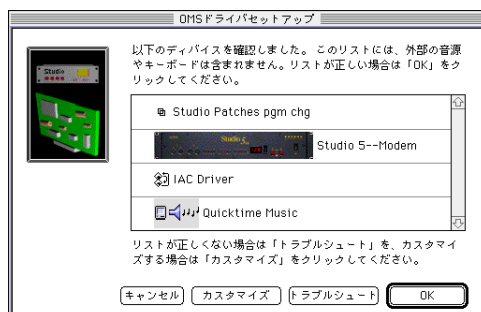 OMSドライバセットアップ
以下のディバイスを確認しました。このリストには、外部の音源
やキーボードは含まれません。リストが正しい場合は「OK」をク
リックしてください。
Studio Patches pgm chg
Studio 5
Studio 5--Modem
IAC Driver
Quicktime Music
リストが正しくない場合は「トラブルシュート」を、カスタマイ
ズする場合は「カスタマイズ」をクリックしてください。
キャンセル カスタマイズ トラブルシュート OK